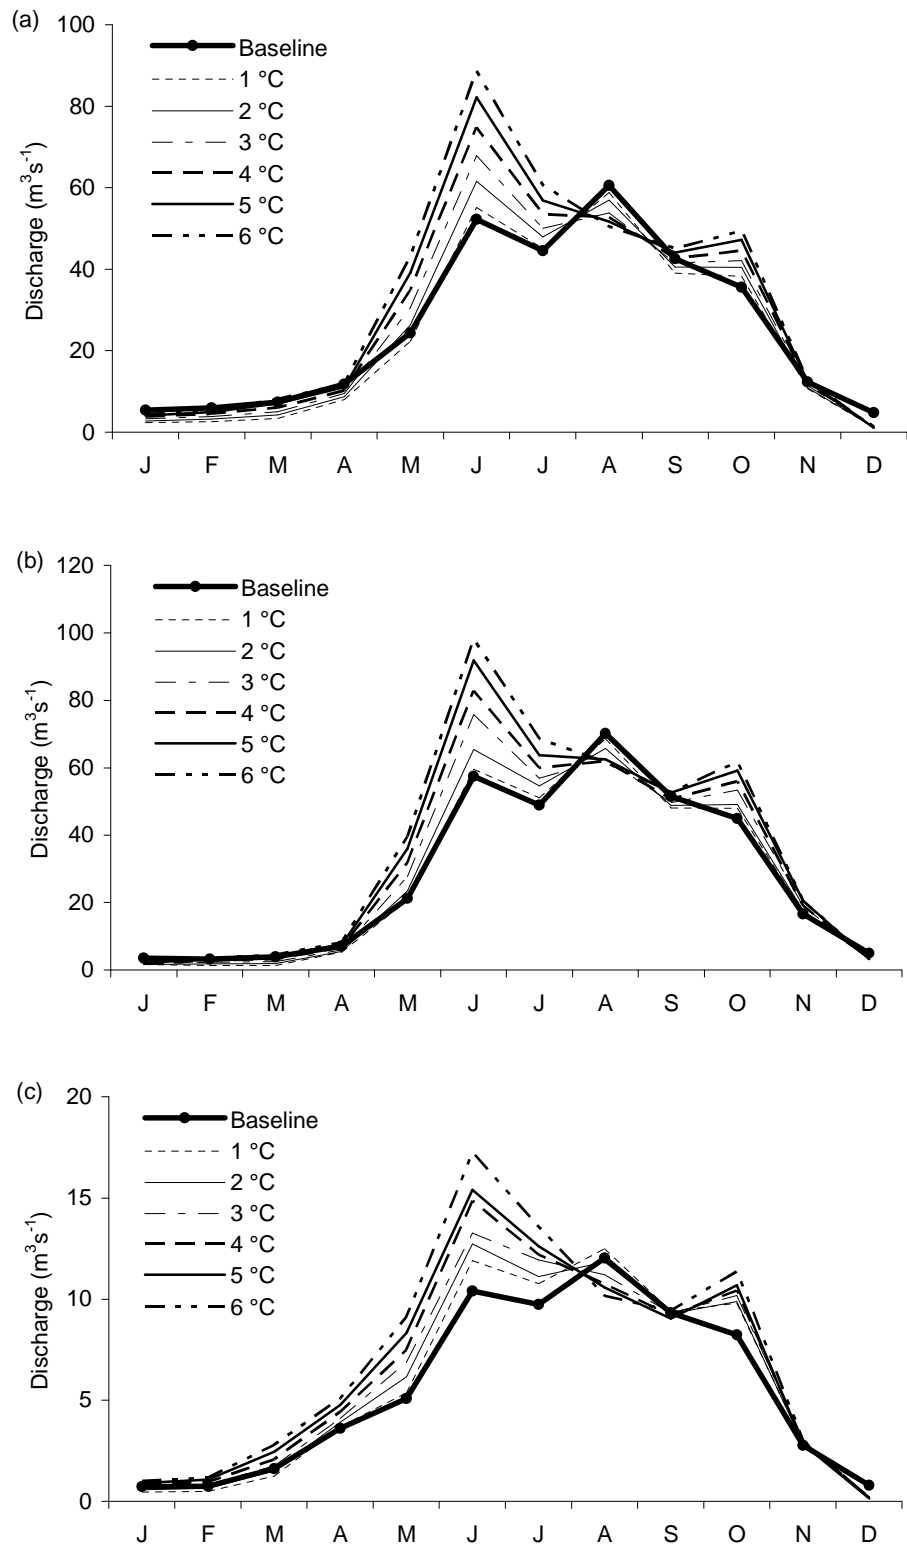 (a)
100
80
60
40
20
0
Discharge (m³s⁻¹)
Baseline
1 °C
2 °C
3 °C
4 °C
5 °C
6 °C
J F M A M J J A S O N D
(b)
120
100
80
60
40
20
0
Discharge (m³s⁻¹)
Baseline
1 °C
2 °C
3 °C
4 °C
5 °C
6 °C
J F M A M J J A S O N D
(c)
20
15
10
5
0
Discharge (m³s⁻¹)
Baseline
1 °C
2 °C
3 °C
4 °C
5 °C
6 °C
J F M A M J J A S O N D